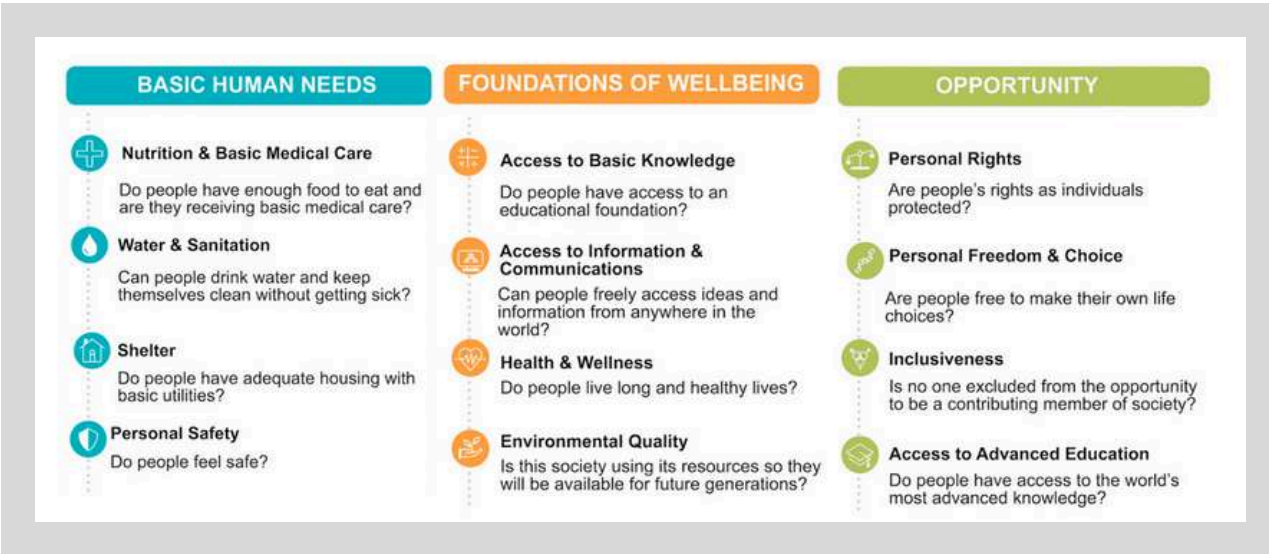 BASIC HUMAN NEEDS
Nutrition & Basic Medical Care
Do people have enough food to eat and
are they receiving basic medical care?
Water & Sanitation
Can people drink water and keep
themselves clean without getting sick?
Shelter
Do people have adequate housing with
basic utilities?
Personal Safety
Do people feel safe?
FOUNDATIONS OF WELLBEING
Access to Basic Knowledge
Do people have access to an
educational foundation?
Access to Information &
Communications
Can people freely access ideas and
information from anywhere in the
world?
Health & Wellness
Do people live long and healthy lives?
Environmental Quality
Is this society using its resources so they
will be available for future generations?
OPPORTUNITY
Personal Rights
Are people's rights as individuals
protected?
Personal Freedom & Choice
Are people free to make their own life
choices?
Inclusiveness
Is no one excluded from the opportunity
to be a contributing member of society?
Access to Advanced Education
Do people have access to the world's
most advanced knowledge?